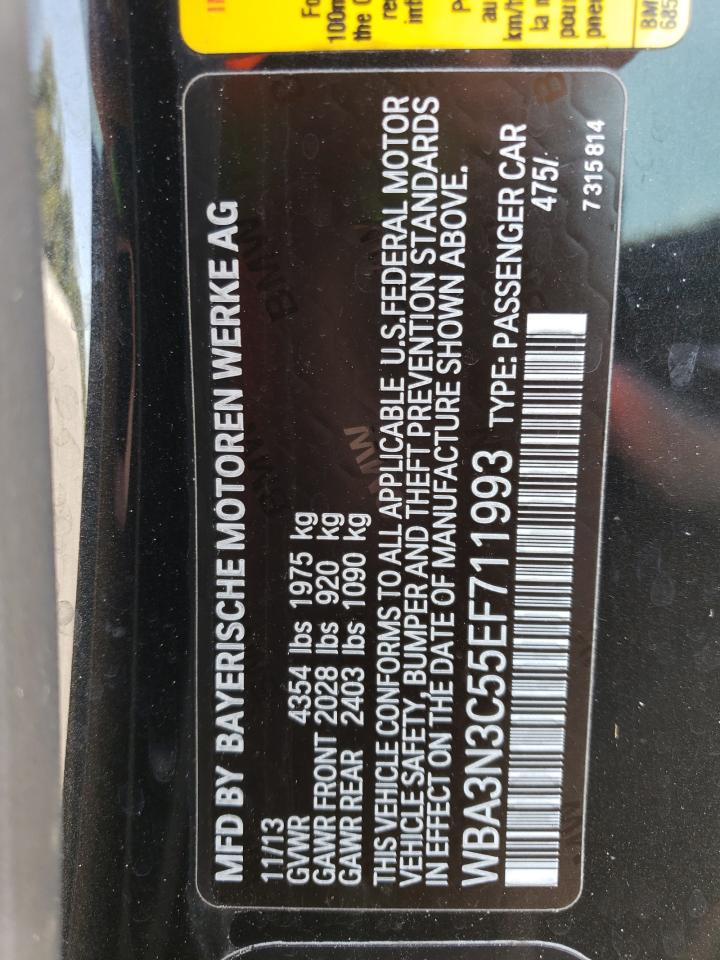 MFD BY BAYERISCHE MOTOREN WERKE AG
11/13
GVWR 4354 lbs 1975 kg
GAWR FRONT 2028 lbs 920 kg
GAWR REAR 2403 lbs 1090 kg
THIS VEHICLE CONFORMS TO ALL APPLICABLE U.S.FEDERAL MOTOR
VEHICLE SAFETY, BUMPER AND THEFT PREVENTION STANDARDS
IN EFFECT ON THE DATE OF MANUFACTURE SHOWN ABOVE.
WBA3N3C55EF711993 TYPE: PASSENGER CAR
475/
7 315 814
BMW
BMW